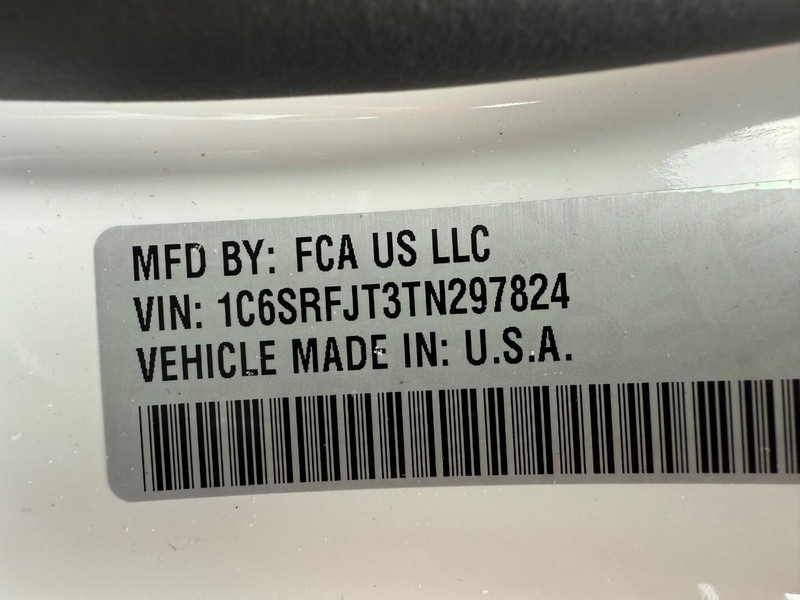 MFD BY: FCA US LLC
VIN: 1C6SRFJT3TN297824
VEHICLE MADE IN: U.S.A.